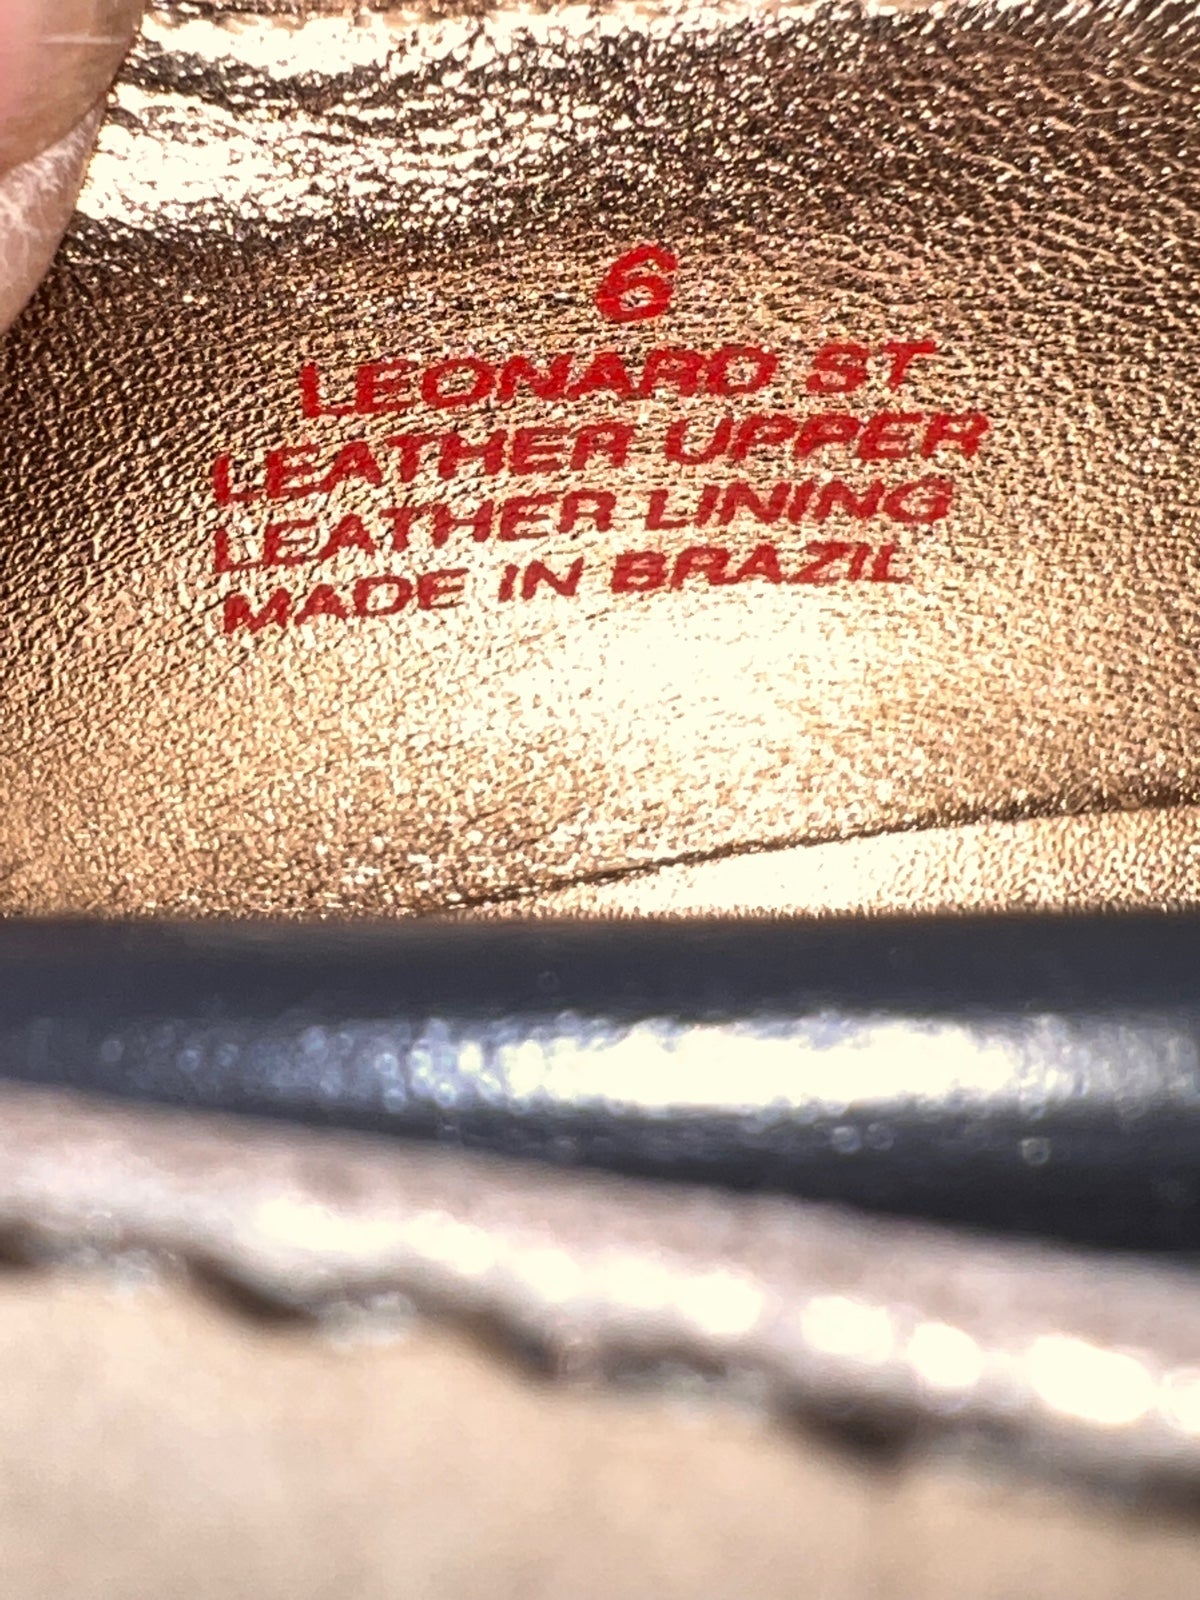 6
LEONARD ST
LEATHER UPPER
LEATHER LINING
MADE IN BRAZIL